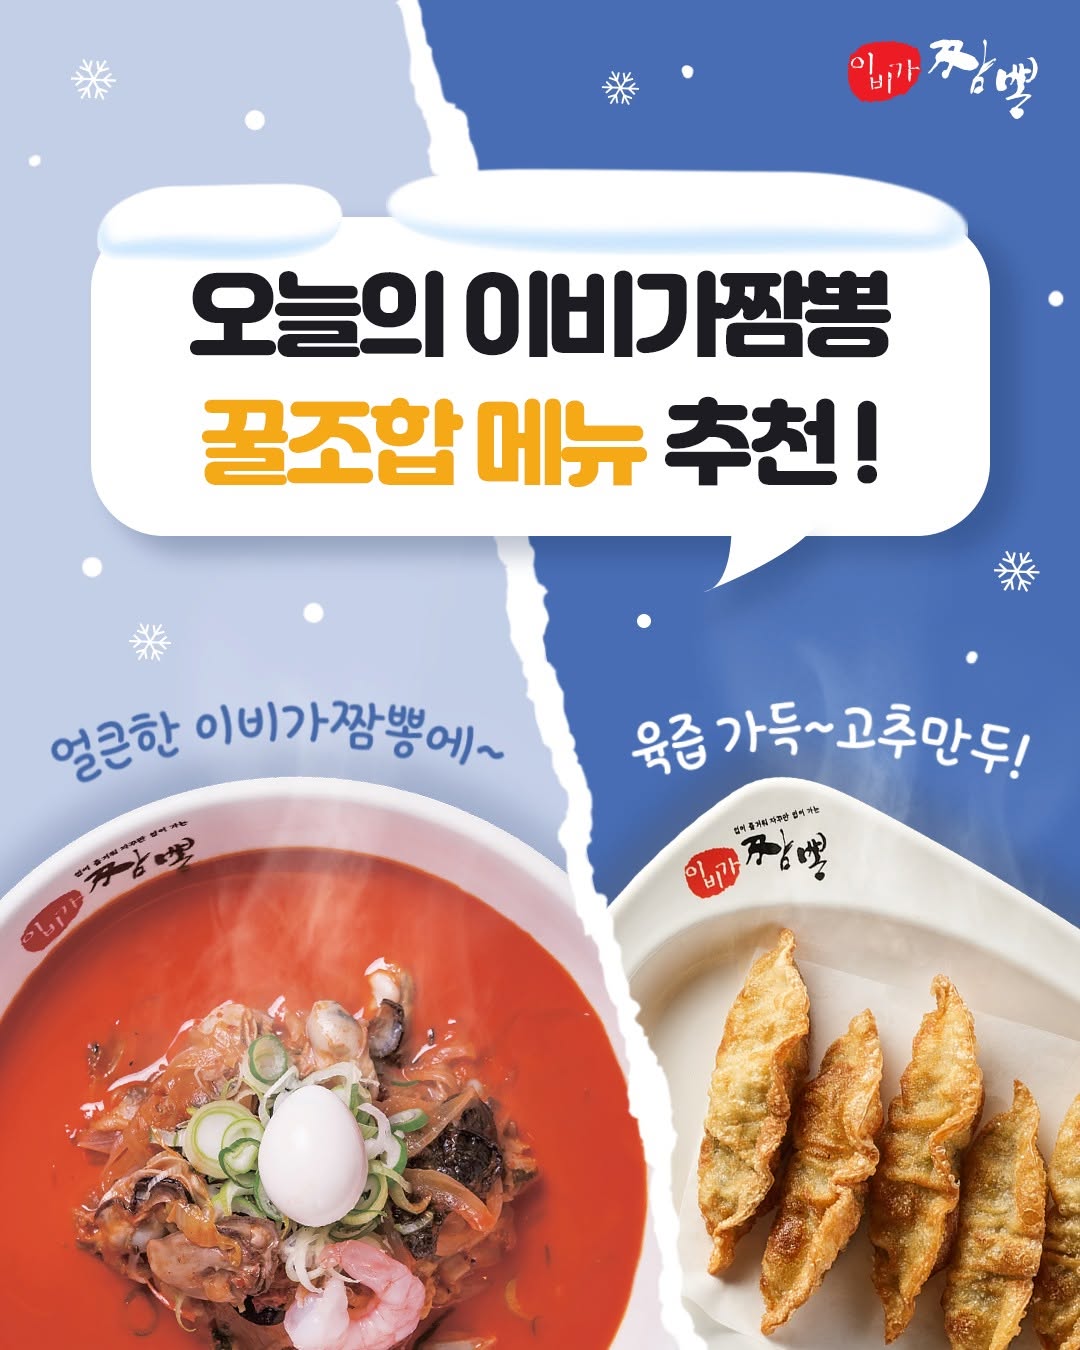 이비가 짬뽕
오늘의 이비가짬뽕
꿀조합 메뉴 추천!
얼큰한 이비가짬뽕에~
육즙 가득~고추만두!
이비가 짬뽕
이비가 짬뽕